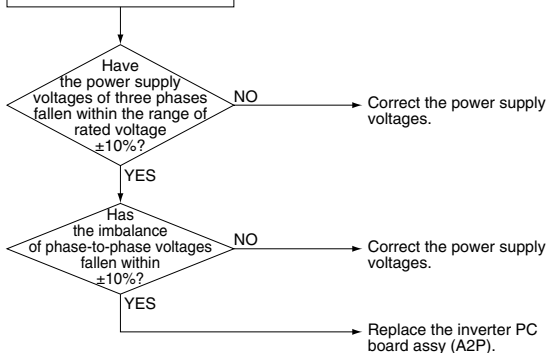 Have
the power supply
voltages of three phases
fallen within the range of
rated voltage
±10%?
NO
Correct the power supply
voltages.
YES
Has
the imbalance
of phase-to-phase voltages
fallen within
±10%?
NO
Correct the power supply
voltages.
YES
Replace the inverter PC
board assy (A2P).